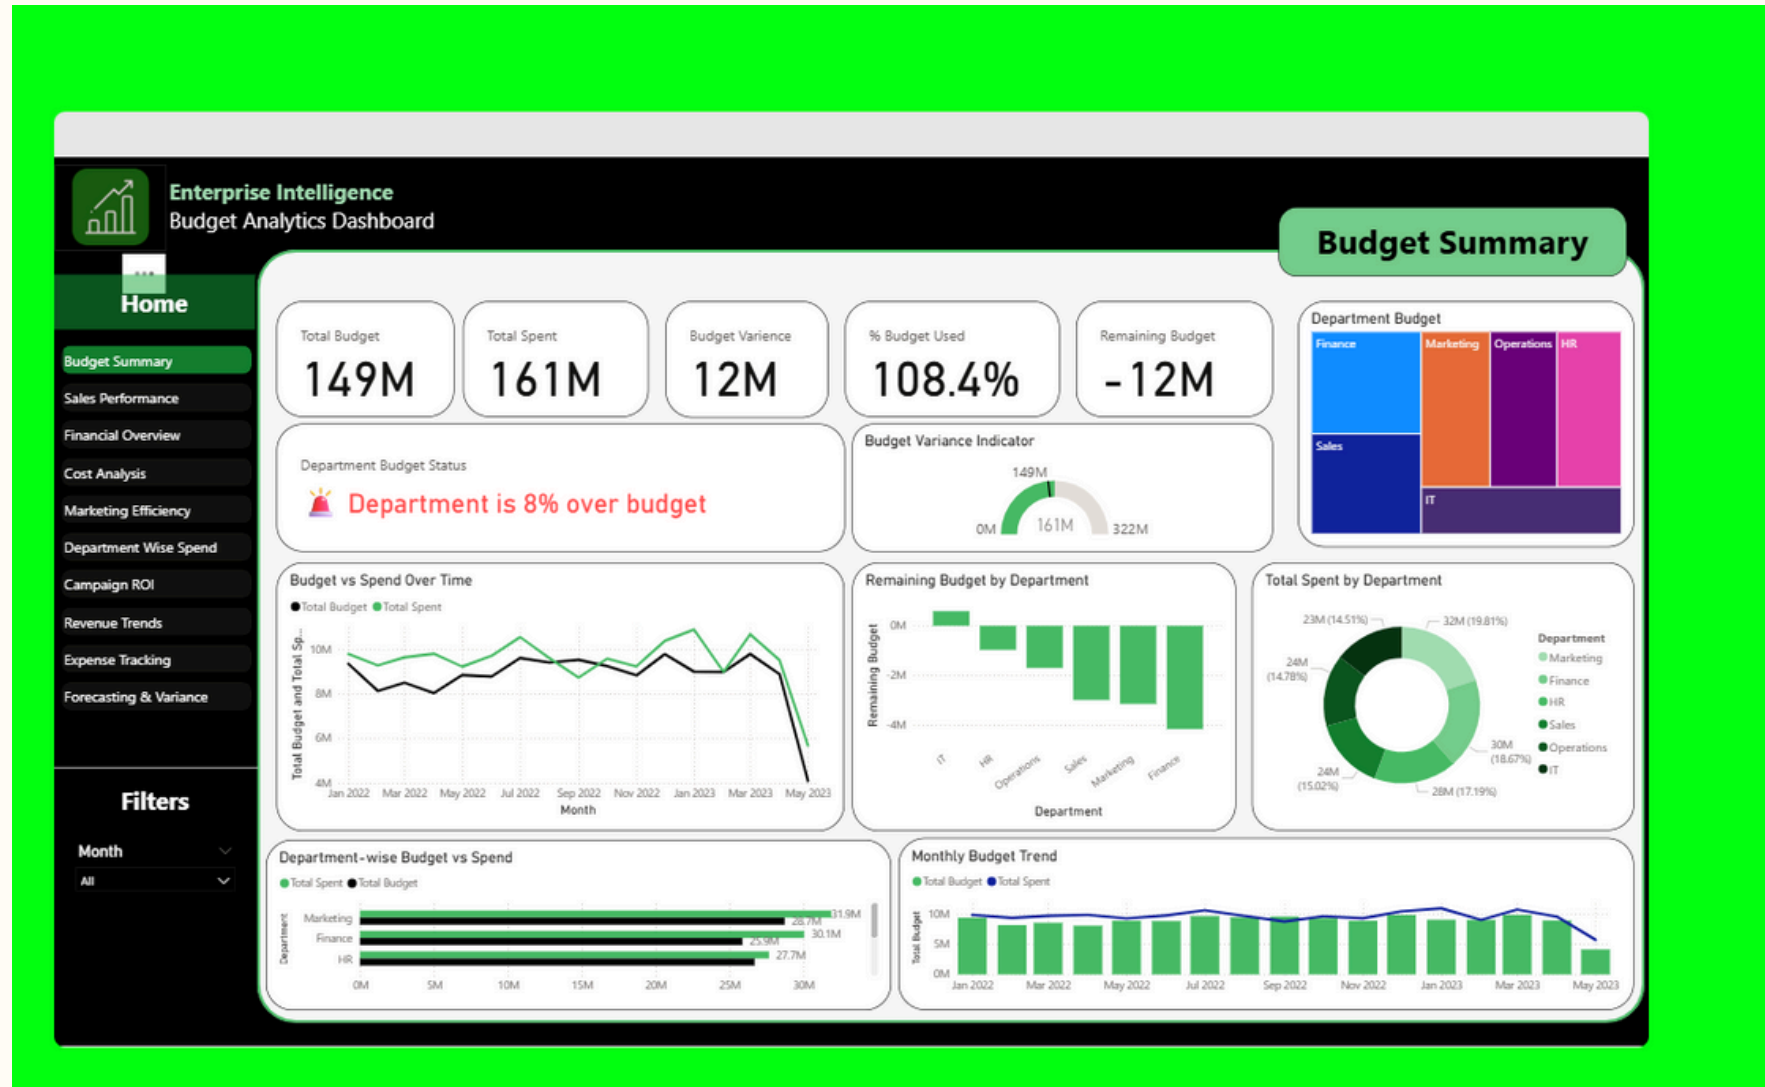 Enterprise Intelligence
Budget Analytics Dashboard
Budget Summary
Home
Budget Summary
Sales Performance
Financial Overview
Cost Analysis
Marketing Efficiency
Department Wise Spend
Campaign ROI
Revenue Trends
Expense Tracking
Forecasting & Variance
Filters
Month
All
Total Budget
149M
Total Spent
161M
Budget Varience
12M
% Budget Used
108.4%
Remaining Budget
-12M
Department Budget
Finance
Marketing
Operations
HR
Sales
IT
Department Budget Status
Department is 8% over budget
Budget Variance Indicator
149M
0M
161M
322M
Budget vs Spend Over Time
Total Budget Total Spent
Total Budget and Total Sp...
10M
8M
6M
4M
Jan 2022 Mar 2022 May 2022 Jul 2022 Sep 2022 Nov 2022 Jan 2023 Mar 2023 May 2023
Month
Remaining Budget by Department
Remaining Budget
0M
-2M
-4M
IT HR Operations Sales Marketing Finance
Department
Total Spent by Department
23M (14.51%)
32M (19.81%)
24M
(14.78%)
30M
(18.67%)
24M
(15.02%)
28M (17.19%)
Department
Marketing
Finance
HR
Sales
Operations
IT
Department-wise Budget vs Spend
Total Spent Total Budget
Department
Marketing
31.9M
28.7M
Finance
30.1M
25.9M
HR
27.7M
0M 5M 10M 15M 20M 25M 30M
Monthly Budget Trend
Total Budget Total Spent
Total Budget
10M
5M
0M
Jan 2022 Mar 2022 May 2022 Jul 2022 Sep 2022 Nov 2022 Jan 2023 Mar 2023 May 2023